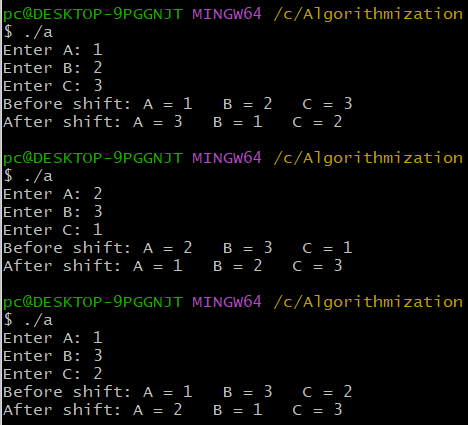 pc@DESKTOP-9PGGNJT MINGW64 /c/Algorithmization
$ ./a
Enter A: 1
Enter B: 2
Enter C: 3
Before shift: A = 1   B = 2   C = 3
After shift: A = 3   B = 1   C = 2
pc@DESKTOP-9PGGNJT MINGW64 /c/Algorithmization
$ ./a
Enter A: 2
Enter B: 3
Enter C: 1
Before shift: A = 2   B = 3   C = 1
After shift: A = 1   B = 2   C = 3
pc@DESKTOP-9PGGNJT MINGW64 /c/Algorithmization
$ ./a
Enter A: 1
Enter B: 3
Enter C: 2
Before shift: A = 1   B = 3   C = 2
After shift: A = 2   B = 1   C = 3